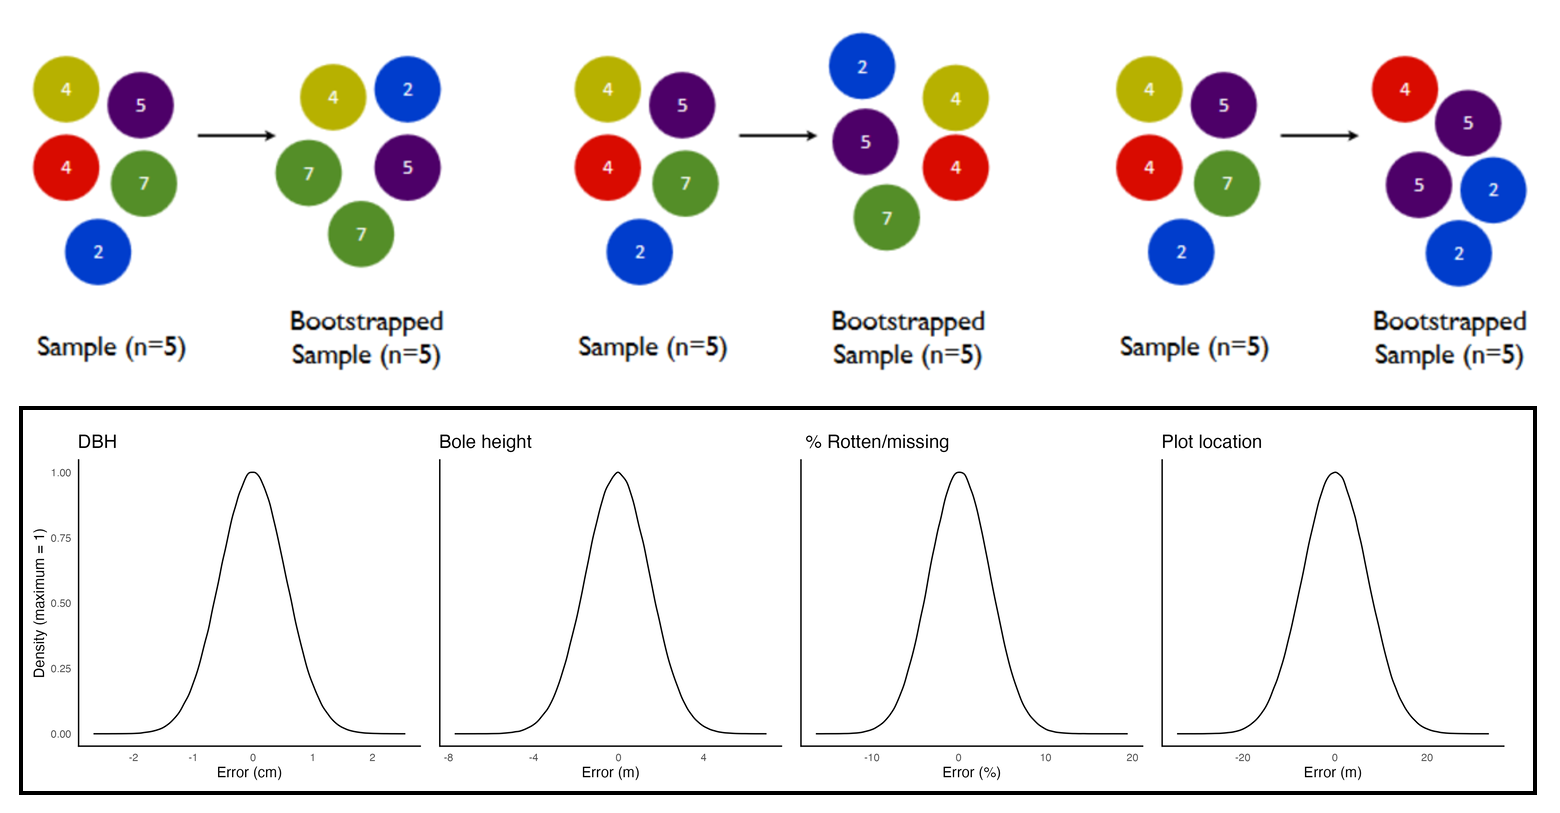 4
5
4
7
2
4
2
7
5
7
Sample (n=5)
Bootstrapped
Sample (n=5)
4
5
4
7
2
2
4
5
4
7
Sample (n=5)
Bootstrapped
Sample (n=5)
4
5
4
7
2
4
5
5
2
2
Sample (n=5)
Bootstrapped
Sample (n=5)
Density (maximum = 1)
DBH
1.00
0.75
0.50
0.25
0.00
-2 -1 0 1 2
Error (cm)
Bole height
-8 -4 0 4
Error (m)
% Rotten/missing
-10 0 10 20
Error (%)
Plot location
-20 0 20
Error (m)